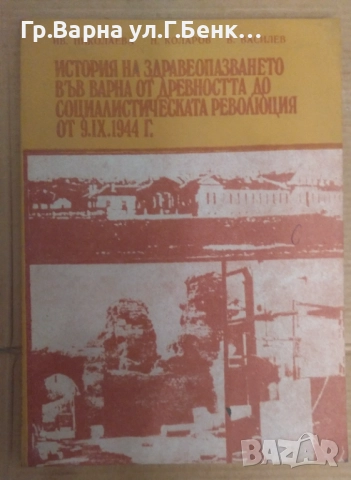 гр.Варна ул.Г.Бенк...
ИСТОРИЯ НА ЗДРАВЕОПАЗВАНЕТО
ВЪВ ВАРНА ОТ ДРЕВНОСТТА ДО
СОЦИАЛИСТИЧЕСКАТА РЕВОЛЮЦИЯ
ОТ 9.IX.1944 Г.
BAZAR